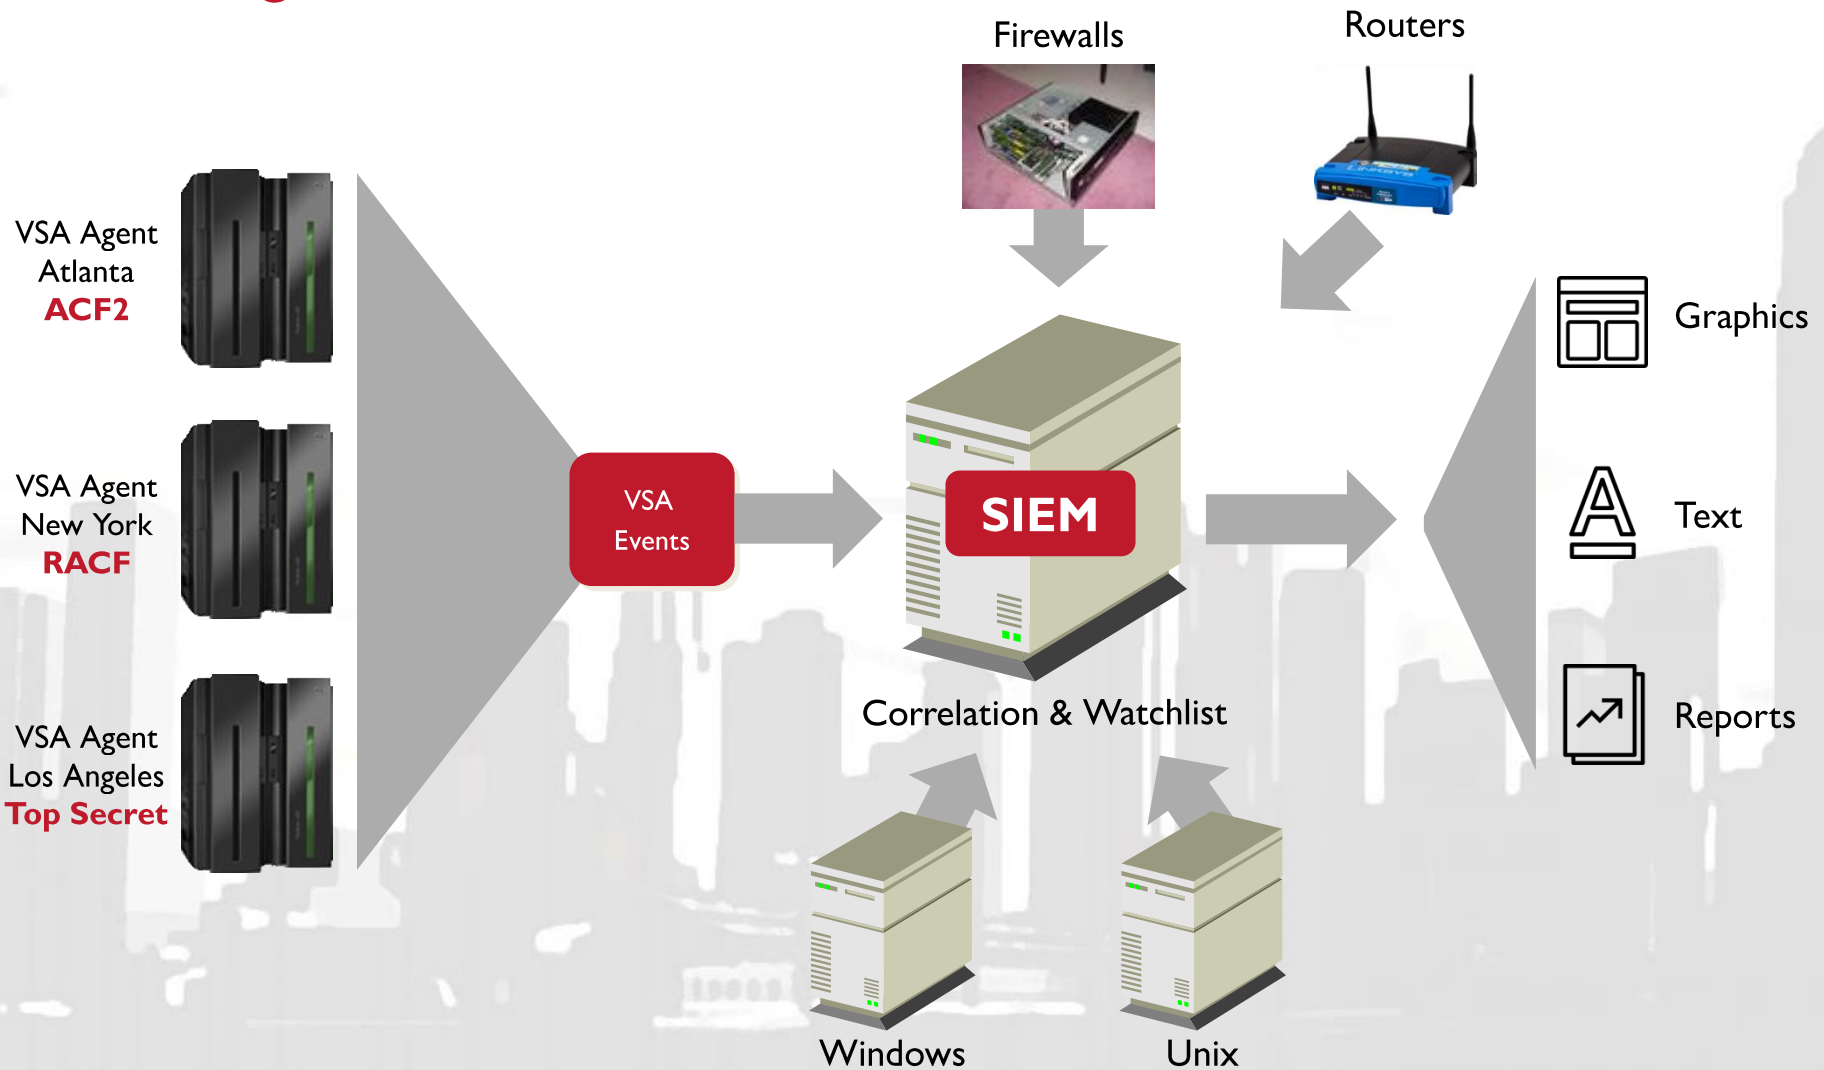 Firewalls
Routers
LINKSYS
VSA Agent
Atlanta
ACF2
VSA Agent
New York
RACF
VSA Agent
Los Angeles
Top Secret
VSA
Events
SIEM
Correlation & Watchlist
Windows
Unix
Graphics
Text
Reports